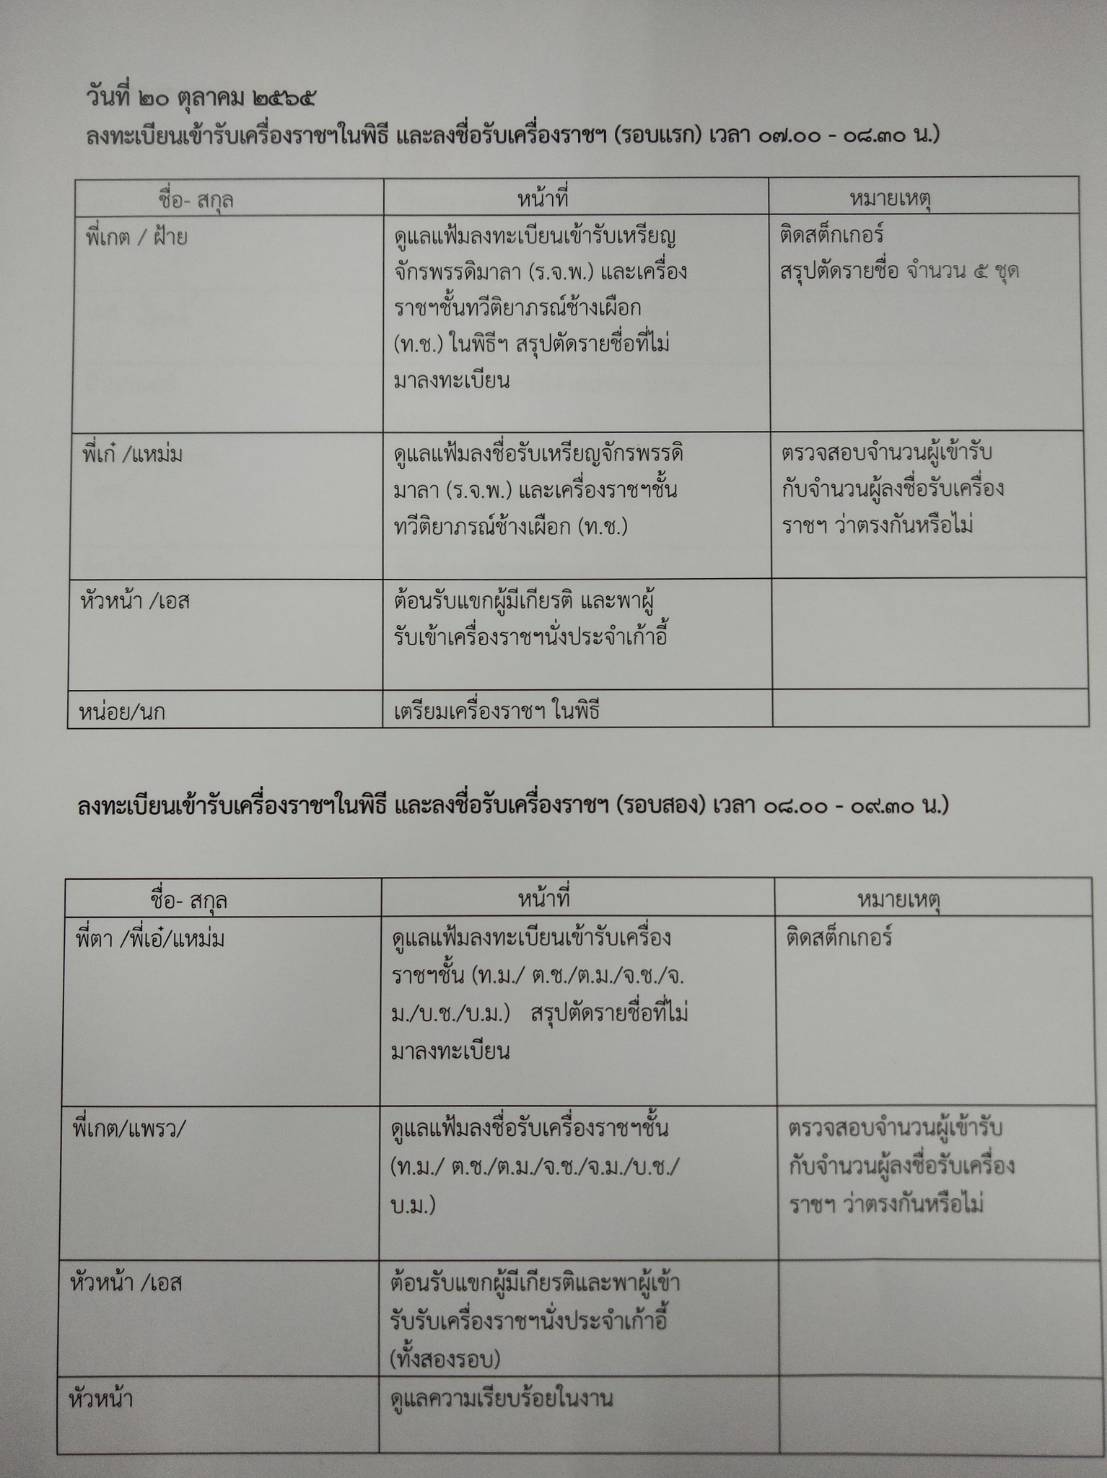 วันที่ ๒๐ ตุลาคม ๒๕๖๕
ลงทะเบียนเข้ารับเครื่องราชฯในพิธี และลงชื่อรับเครื่องราชฯ (รอบแรก) เวลา ๐๗.๐๐ - ๐๘.๓๐ น.)
ชื่อ- สกุล
หน้าที่
หมายเหตุ
พี่เกต / ฝ้าย
ดูแลแฟ้มลงทะเบียนเข้ารับเหรียญ
จักรพรรดิมาลา (ร.จ.พ.) และเครื่อง
ราชฯชั้นทวีติยาภรณ์ช้างเผือก
(ท.ช.) ในพิธีฯ สรุปตัดรายชื่อที่ไม่
มาลงทะเบียน
ติดสติ๊กเกอร์
สรุปตัดรายชื่อ จำนวน ๕ ชุด
พี่เก๋ /แหม่ม
ดูแลแฟ้มลงชื่อรับเหรียญจักรพรรดิ
มาลา (ร.จ.พ.) และเครื่องราชฯชั้น
ทวีติยาภรณ์ช้างเผือก (ท.ช.)
ตรวจสอบจำนวนผู้เข้ารับ
กับจำนวนผู้ลงชื่อรับเครื่อง
ราชฯ ว่าตรงกันหรือไม่
หัวหน้า /เอส
ต้อนรับแขกผู้มีเกียรติ และพาผู้
รับเข้าเครื่องราชฯนั่งประจำเก้าอี้
หน่อย/นก
เตรียมเครื่องราชฯ ในพิธี
ลงทะเบียนเข้ารับเครื่องราชฯในพิธี และลงชื่อรับเครื่องราชฯ (รอบสอง) เวลา ๐๘.๐๐ - ๐๙.๓๐ น.)
ชื่อ- สกุล
หน้าที่
หมายเหตุ
พี่ตา /พี่เอ๋/แหม่ม
ดูแลแฟ้มลงทะเบียนเข้ารับเครื่อง
ราชฯชั้น (ท.ม./ ต.ช./ต.ม./จ.ช./จ.
ม./บ.ช./บ.ม.) สรุปตัดรายชื่อที่ไม่
มาลงทะเบียน
ติดสติ๊กเกอร์
พี่เกต/แพรว/
ดูแลแฟ้มลงชื่อรับเครื่องราชฯชั้น
(ท.ม./ ต.ช./ต.ม./จ.ช./จ.ม./บ.ช./
บ.ม.)
ตรวจสอบจำนวนผู้เข้ารับ
กับจำนวนผู้ลงชื่อรับเครื่อง
ราชฯ ว่าตรงกันหรือไม่
หัวหน้า /เอส
ต้อนรับแขกผู้มีเกียรติและพาผู้เข้า
รับรับเครื่องราชฯนั่งประจำเก้าอี้
(ทั้งสองรอบ)
หัวหน้า
ดูแลความเรียบร้อยในงาน